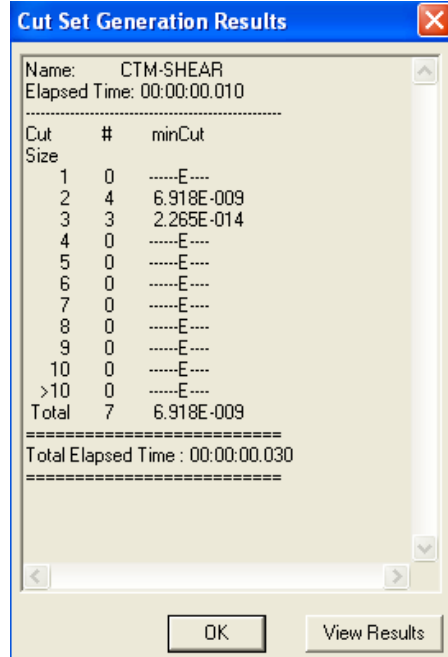 Cut Set Generation Results
Name: CTM-SHEAR
Elapsed Time: 00:00:00.010
----------------------------------------------
Cut # minCut
Size
1 0 ------E----
2 4 6.918E-009
3 3 2.265E-014
4 0 ------E----
5 0 ------E----
6 0 ------E----
7 0 ------E----
8 0 ------E----
9 0 ------E----
10 0 ------E----
>10 0 ------E----
Total 7 6.918E-009
===========================
Total Elapsed Time : 00:00:00.030
===========================
OK View Results